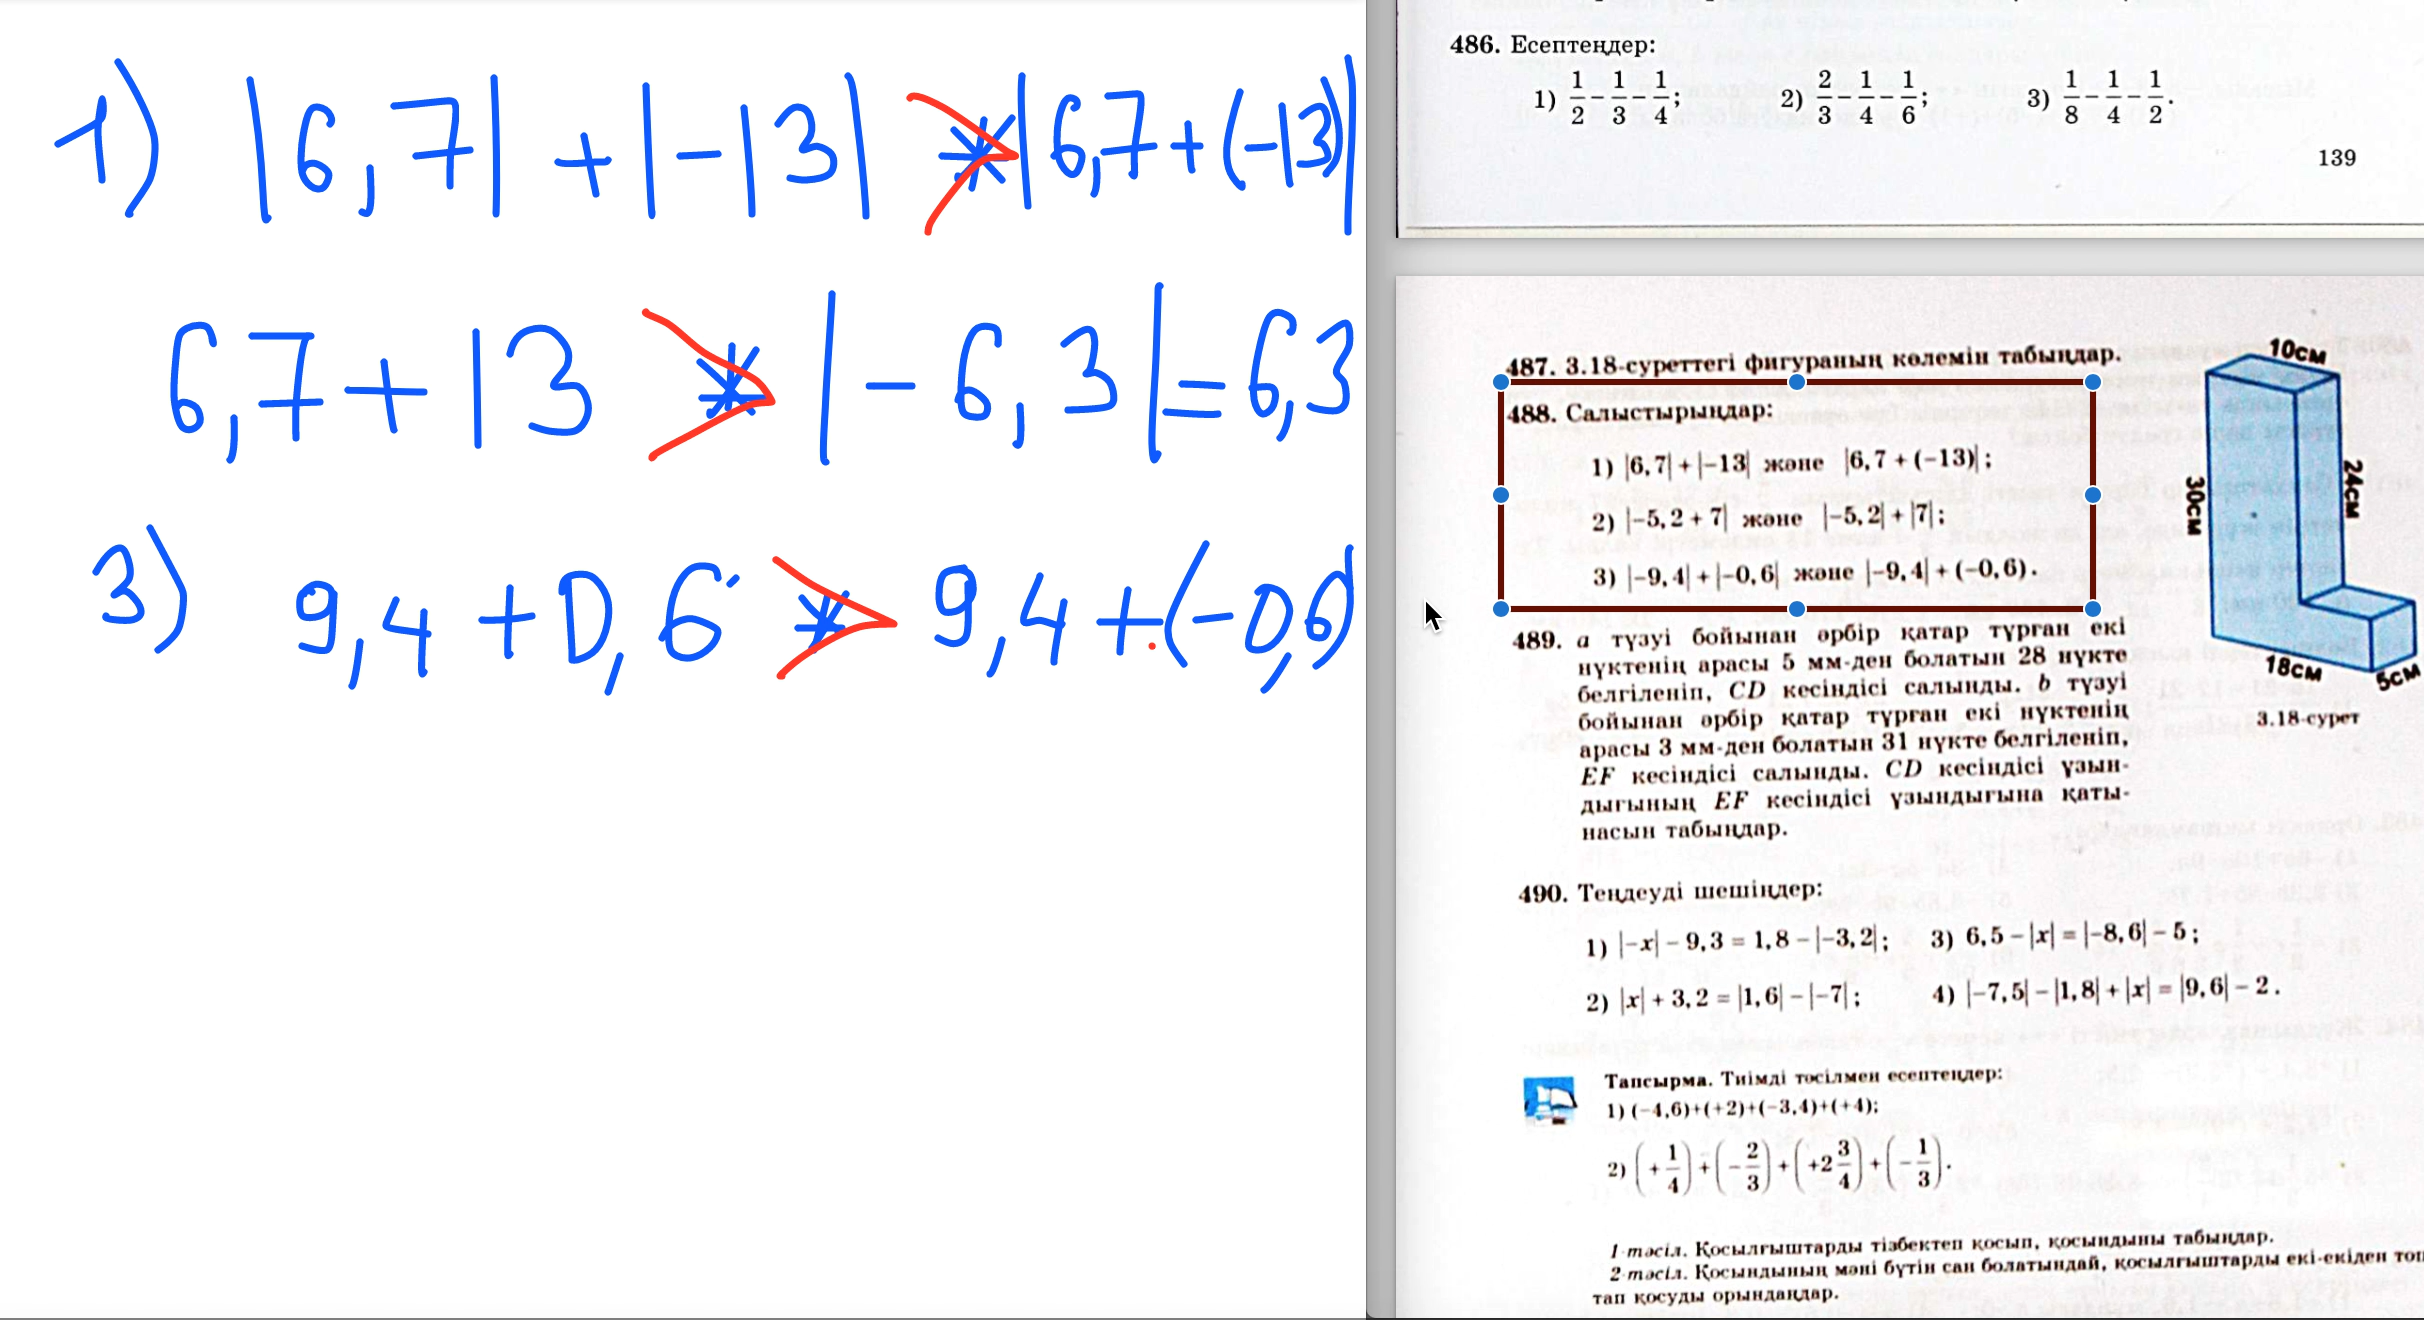 1) |6,7| + |-13| * > |6,7 + (-13)|
6,7 + 13 * > |-6,3| = 6,3
3) 9,4 + 0,6 * > 9,4 + (-0,6)
486. Есептеңдер:
1) 1/2 - 1/3 - 1/4; 2) 2/3 - 1/4 - 1/6; 3) 1/8 - 1/4 - 1/2.
139
487. 3.18-суреттегі фигураның көлемін табыңдар.
488. Салыстырыңдар:
1) |6,7| + |-13| және |6,7 + (-13)|;
2) |-5,2 + 7| және |-5,2| + |7|;
3) |-9,4| + |-0,6| және |-9,4| + (-0,6).
10см
30см
24см
18см
5см
3.18-сурет
489. a түзуі бойынан әрбір қатар тұрған екі
нүктенің арасы 5 мм-ден болатын 28 нүкте
белгіленіп, CD кесіндісі салынды. b түзуі
бойынан әрбір қатар тұрған екі нүктенің
арасы 3 мм-ден болатын 31 нүкте белгіленіп,
EF кесіндісі салынды. CD кесіндісі ұзын-
дығының EF кесіндісі ұзындығына қаты-
насын табыңдар.
490. Теңдеуді шешіңдер:
1) |-x| - 9,3 = 1,8 - |-3,2|; 3) 6,5 - |x| = |-8,6| - 5;
2) |x| + 3,2 = |1,6| - |-7|; 4) |-7,5| - |1,8| + |x| = |9,6| - 2.
Тапсырма. Тиімді тәсілмен есептеңдер:
1) (-4,6)+(+2)+(-3,4)+(+4);
2) (+1/4) + (-2/3) + (+2 3/4) + (-1/3).
1-тәсіл. Қосылғыштарды тізбектеп қосып, қосындыны табыңдар.
2-тәсіл. Қосындының мәні бүтін сан болатындай, қосылғыштарды екі-екіден топ
тап қосуды орындаңдар.